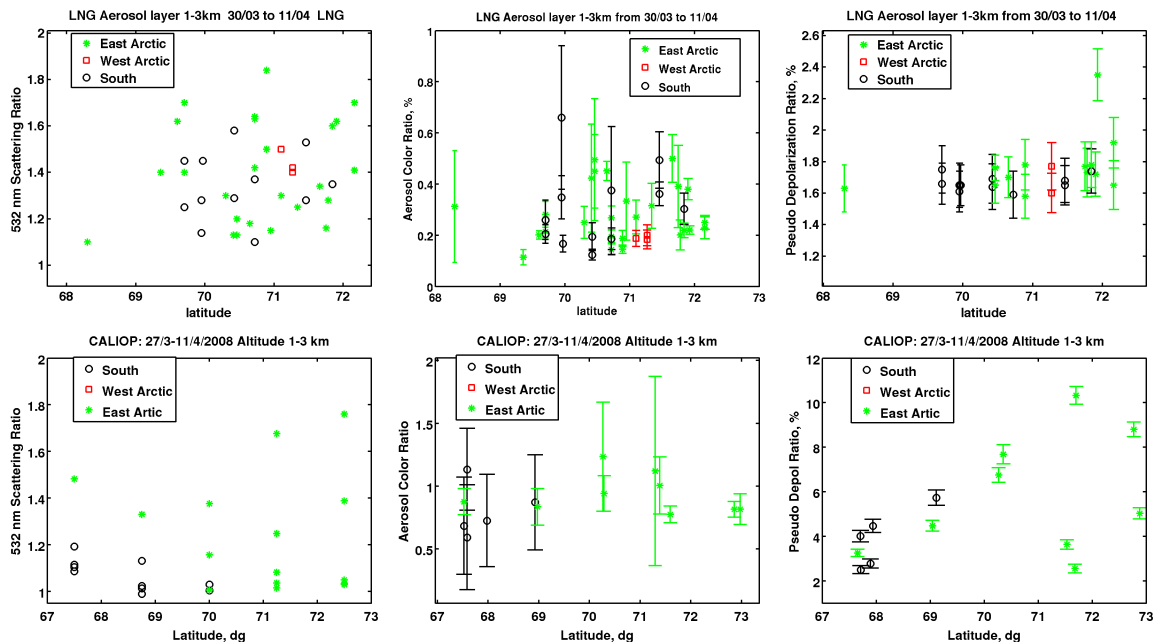 LNG Aerosol layer 1-3km 30/03 to 11/04 LNG
2
1.8
1.6
1.4
1.2
1
532 nm Scattering Ratio
East Arctic
West Arctic
South
68 69 70 71 72
latitude
LNG Aerosol layer 1-3km from 30/03 to 11/04
1
0.8
0.6
0.4
0.2
0
Aerosol Color Ratio, %
East Arctic
West Arctic
South
68 69 70 71 72 73
latitude
LNG Aerosol layer 1-3km from 30/03 to 11/04
2.6
2.4
2.2
2.0
1.8
1.6
1.4
1.2
Pseudo Depolarization Ratio, %
East Arctic
West Arctic
South
67 68 69 70 71 72
latitude
CALIOP: 27/3-11/4/2008 Altitude 1-3 km
2
1.8
1.6
1.4
1.2
1
532 nm Scattering Ratio
South
West Arctic
East Artic
67 68 69 70 71 72 73
Latitude, dg
CALIOP: 27/3-11/4/2008 Altitude 1-3 km
2
1.5
1
0.5
Aerosol Color Ratio
South
West Arctic
East Artic
67 68 69 70 71 72 73
Latitude, dg
CALIOP: 27/3-11/4/2008 Altitude 1-3 km
12
10
8
6
4
2
Pseudo Depol Ratio, %
South
West Arctic
East Artic
67 68 69 70 71 72 73
Latitude, dg